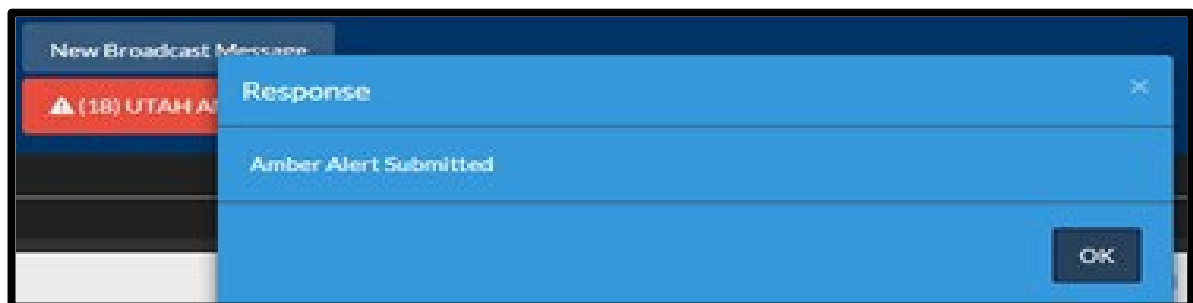 New Broadcast Message
(18) UTAH A
Response
×
Amber Alert Submitted
OK